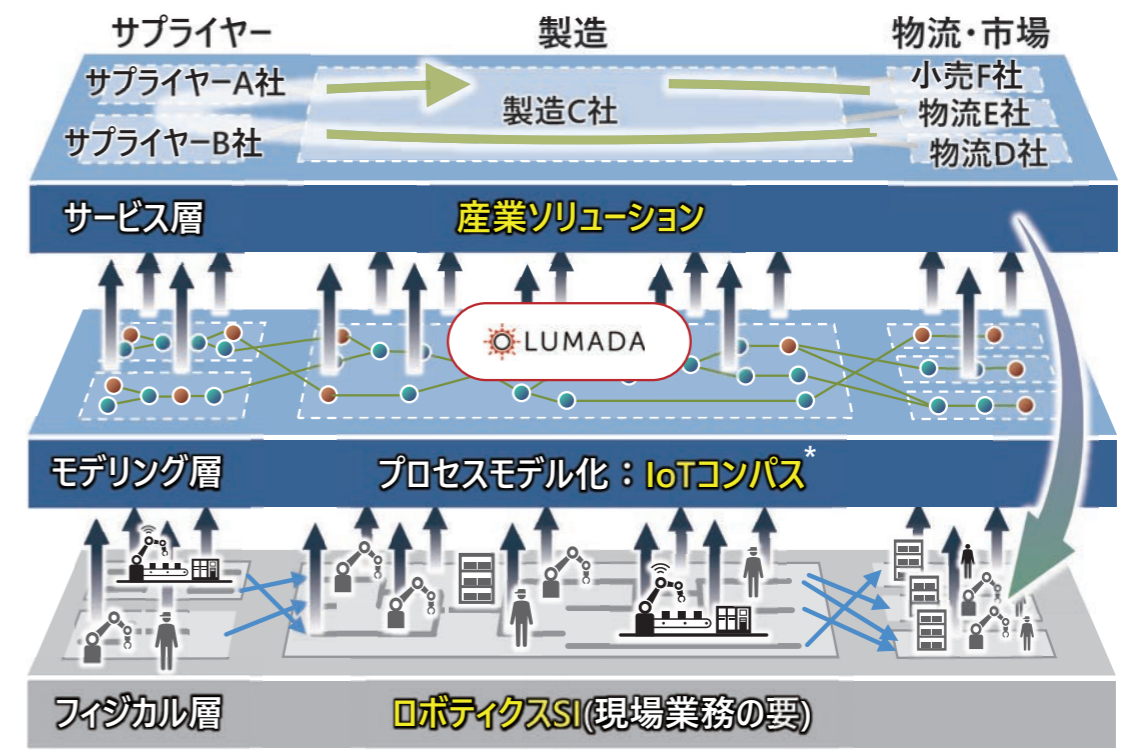 サプライヤー
製造
物流・市場
サプライヤーA社
製造C社
小売F社
物流E社
サプライヤーB社
物流D社
サービス層
産業ソリューション
LUMADA
モデリング層
プロセスモデル化：IoTコンパス*
フィジカル層
ロボティクスSI(現場業務の要)